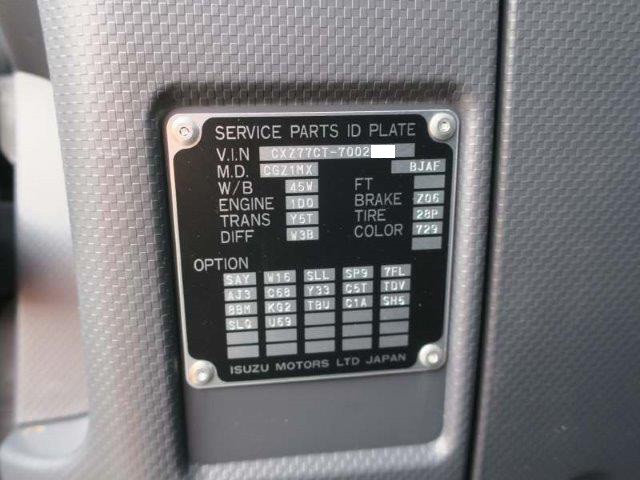 SERVICE PARTS ID PLATE
V.I.N CXZ77CT-7002
M.D. CGZ1MX BJAF
W/B 45W FT
ENGINE 1D0 BRAKE Z06
TRANS Y5T TIRE 28P
DIFF W3B COLOR 729
OPTION
SAY W16 SLL SP9 7FL
AJ3 C68 Y33 C5T TDV
8BM KG2 TBU C1A SH5
SLQ U69
ISUZU MOTORS LTD JAPAN